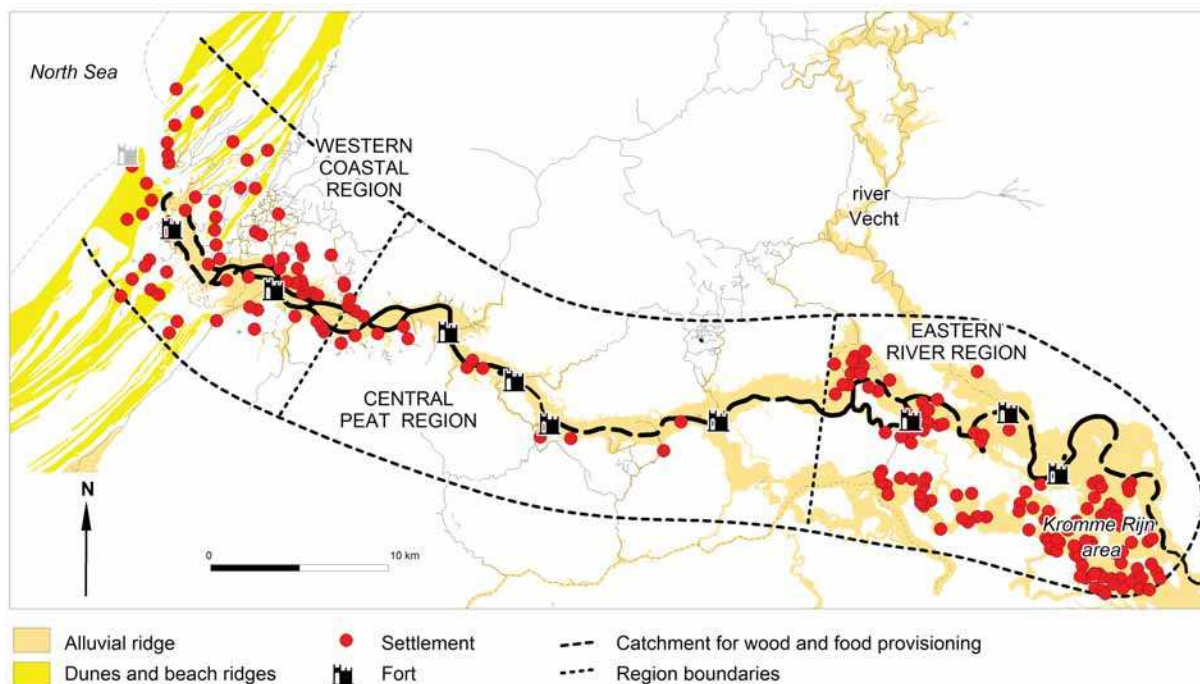 North Sea
WESTERN
COASTAL
REGION
river
Vecht
EASTERN
RIVER REGION
CENTRAL
PEAT REGION
N
0
10 km
Kromme Rijn
area
Alluvial ridge
Settlement
Catchment for wood and food provisioning
Dunes and beach ridges
Fort
Region boundaries